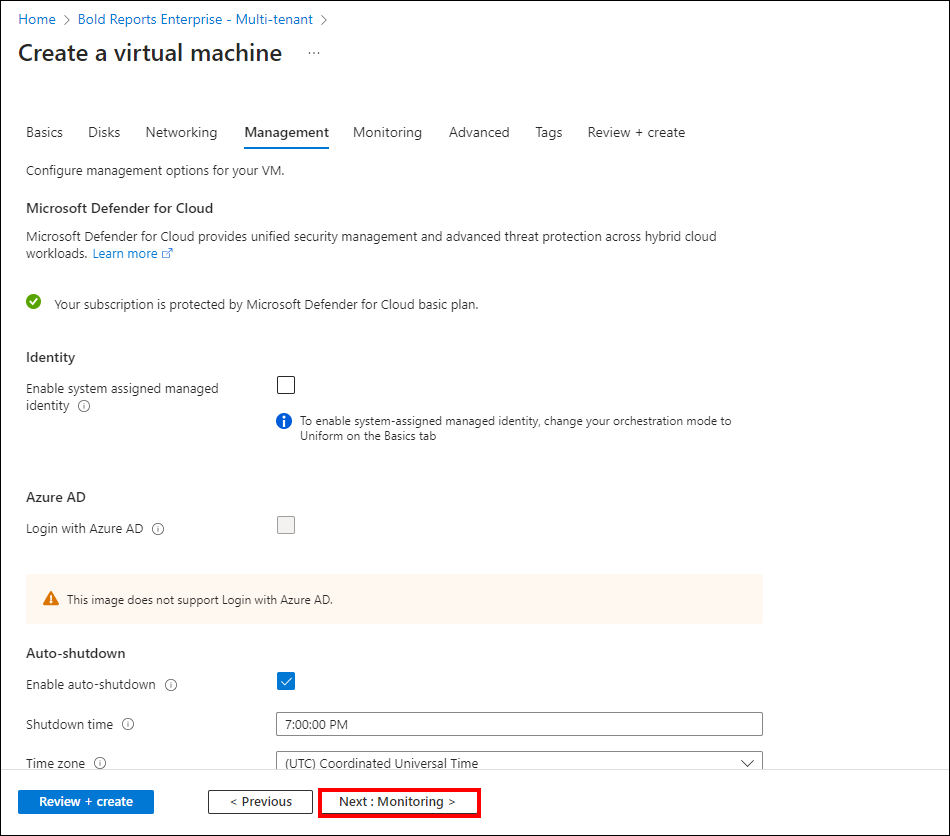 Home > Bold Reports Enterprise - Multi-tenant >
Create a virtual machine ...
Basics Disks Networking Management Monitoring Advanced Tags Review + create
Configure management options for your VM.
Microsoft Defender for Cloud
Microsoft Defender for Cloud provides unified security management and advanced threat protection across hybrid cloud
workloads. Learn more
Your subscription is protected by Microsoft Defender for Cloud basic plan.
Identity
Enable system assigned managed
identity
To enable system-assigned managed identity, change your orchestration mode to
Uniform on the Basics tab
Azure AD
Login with Azure AD
This image does not support Login with Azure AD.
Auto-shutdown
Enable auto-shutdown
Shutdown time 7:00:00 PM
Time zone (UTC) Coordinated Universal Time
Review + create < Previous Next : Monitoring >